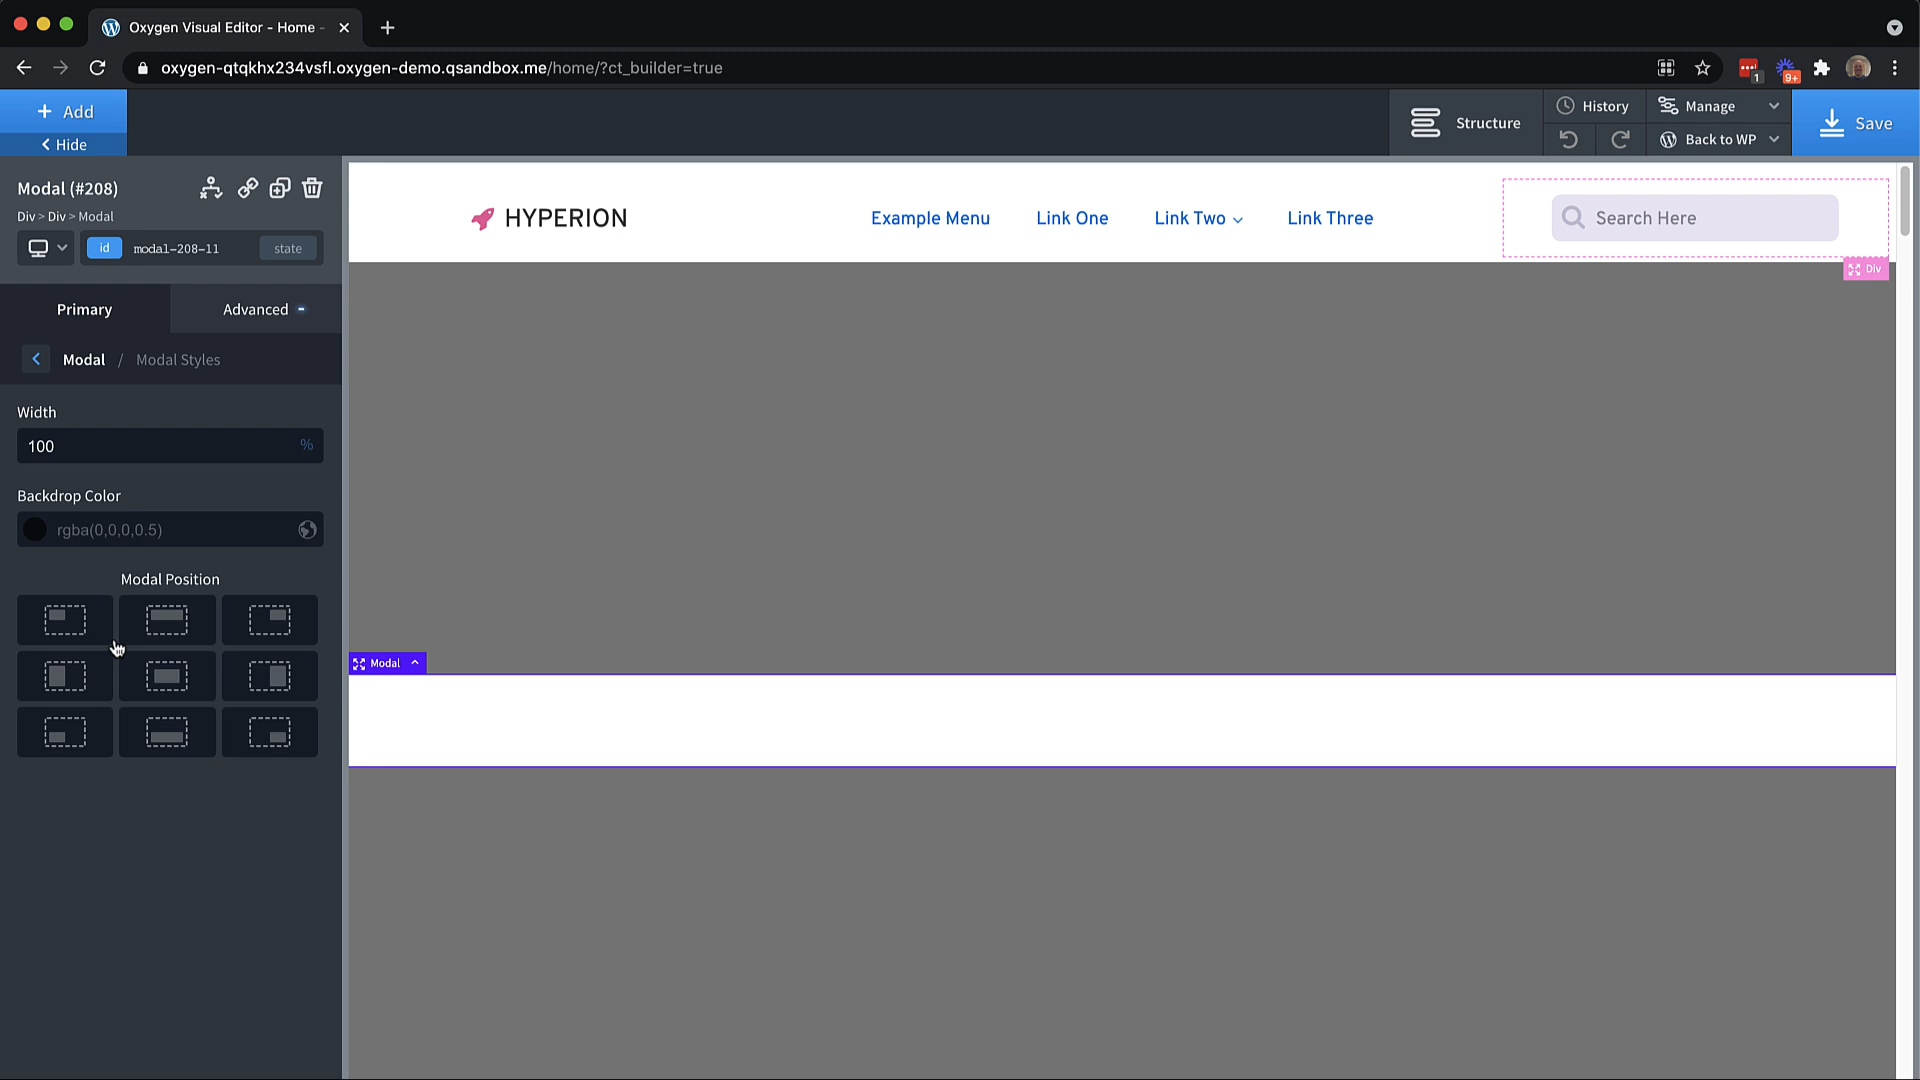 Oxygen Visual Editor - Home -
oxygen-qtqkhx234vsfl.oxygen-demo.qsandbox.me/home/?ct_builder=true
1
9+
+ Add
Hide
Structure
History
Manage
Back to WP
Save
Modal (#208)
Div > Div > Modal
id modal-208-11 state
Primary
Advanced
Modal / Modal Styles
Width
100 %
Backdrop Color
rgba(0,0,0,0.5)
Modal Position
HYPERION
Example Menu Link One Link Two Link Three
Search Here
Div
Modal